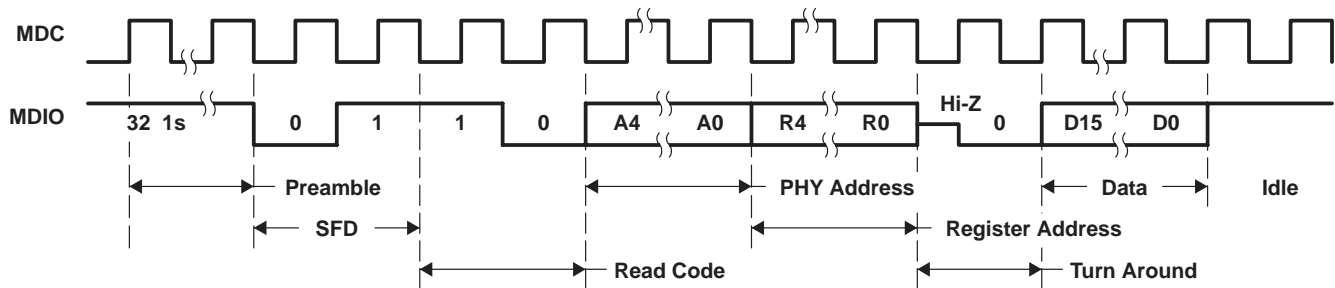 MDC
MDIO
32 1s 0 1 1 0 A4 A0 R4 R0 Hi-Z 0 D15 D0
Preamble PHY Address Data Idle
SFD Register Address
Read Code Turn Around